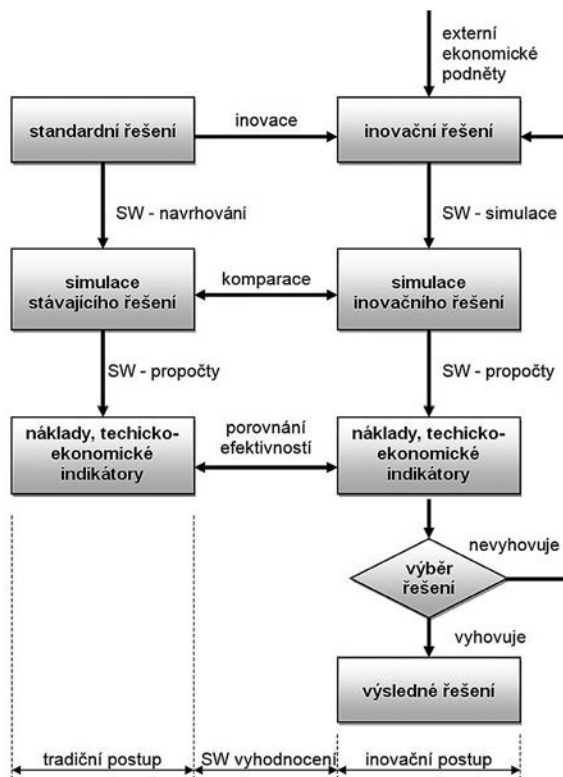 externí
ekonomické
podněty
standardní řešení
inovace
inovační řešení
SW - navrhování
SW - simulace
simulace
stávajícího řešení
komparace
simulace
inovačního řešení
SW - propočty
SW - propočty
náklady, techicko-
ekonomické
indikátory
porovnání
efektivností
náklady, techicko-
ekonomické
indikátory
nevyhovuje
výběr
řešení
vyhovuje
výsledné řešení
tradiční postup
SW vyhodnocení
inovační postup